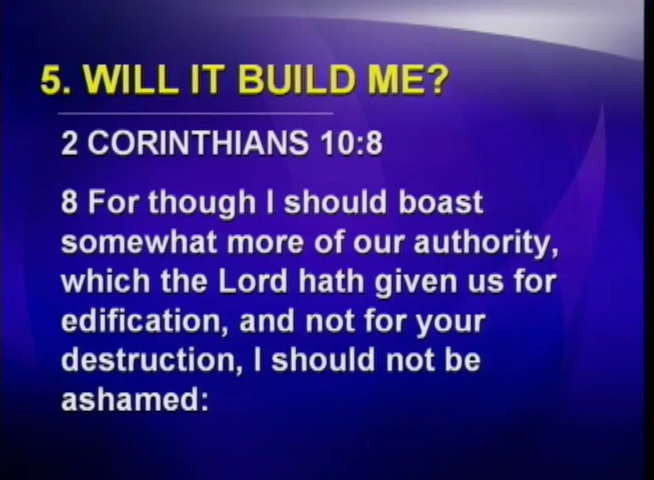 5. WILL IT BUILD ME?
2 CORINTHIANS 10:8
8 For though I should boast
somewhat more of our authority,
which the Lord hath given us for
edification, and not for your
destruction, I should not be
ashamed: